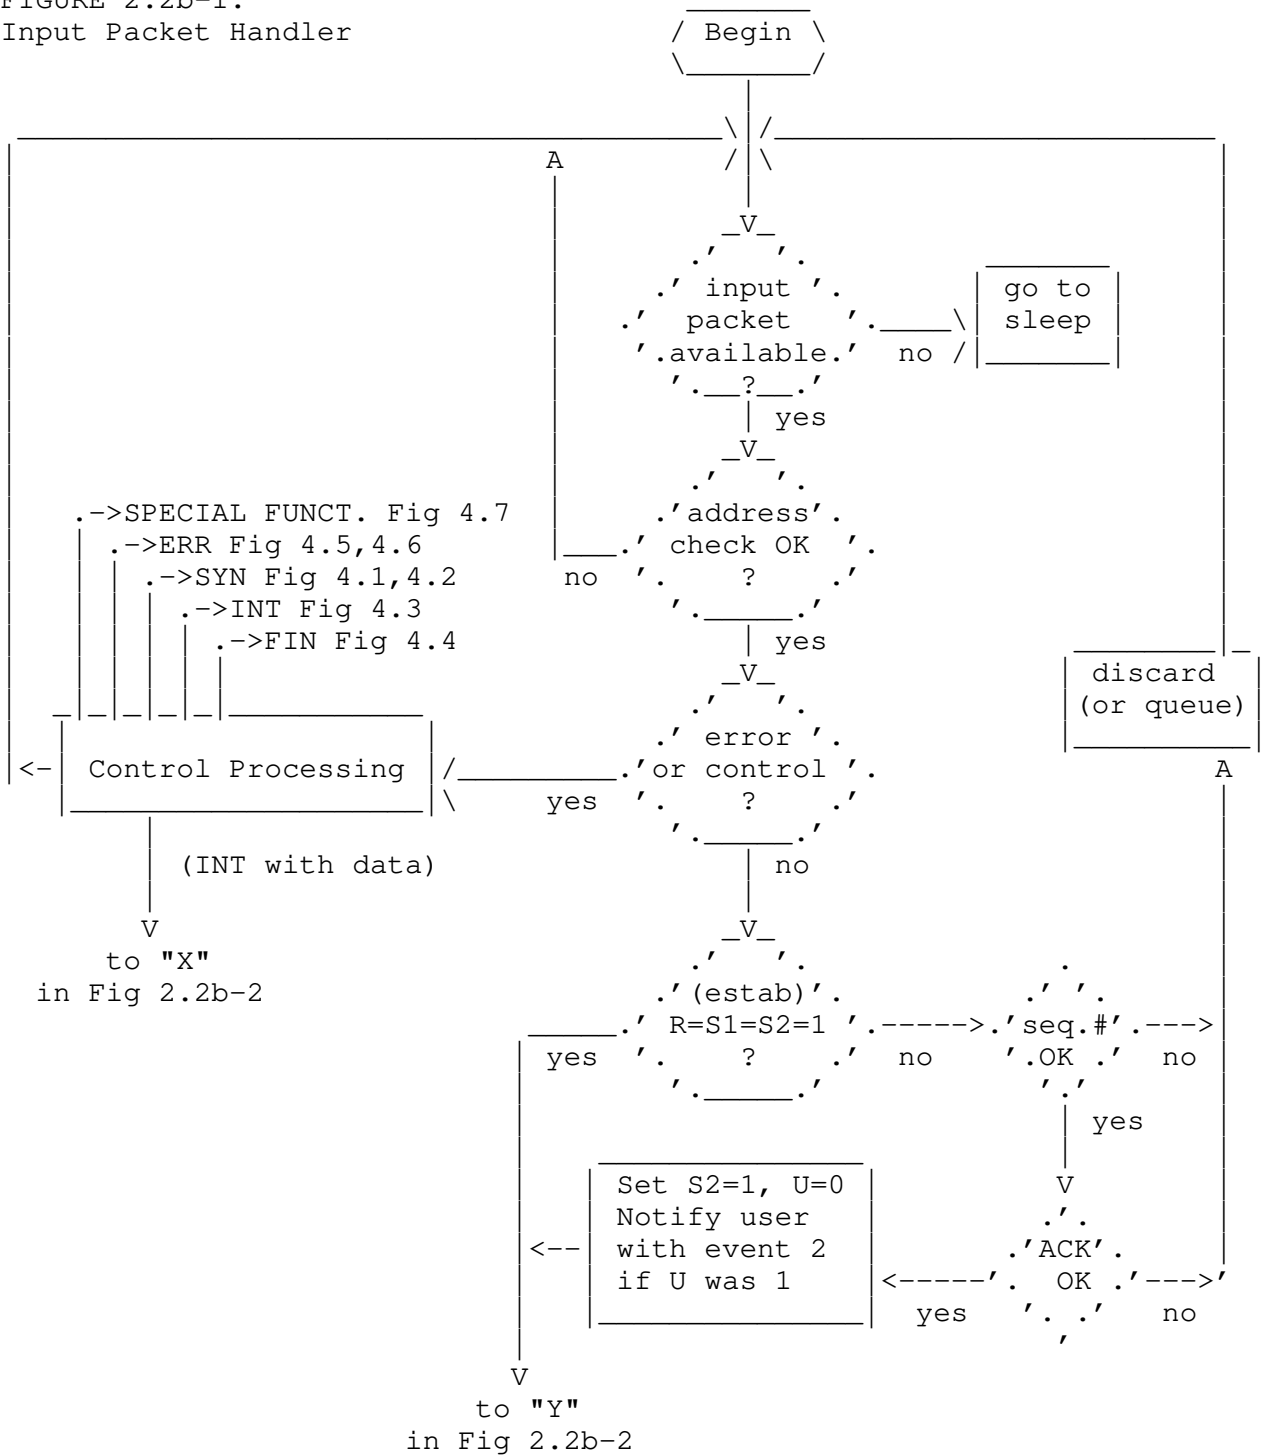 FIGURE 2.2b-1.
Input Packet Handler
Begin
A
V
input
packet
available
?
no
go to
sleep
yes
V
address
check OK
?
no
yes
.->SPECIAL FUNCT. Fig 4.7
.->ERR Fig 4.5,4.6
.->SYN Fig 4.1,4.2
.->INT Fig 4.3
.->FIN Fig 4.4
V
error
or control
?
yes
no
discard
(or queue)
A
<- Control Processing
(INT with data)
V
to "X"
in Fig 2.2b-2
V
(estab)
R=S1=S2=1
?
yes
no
seq.#
OK
no
yes
V
ACK
OK
no
yes
Set S2=1, U=0
Notify user
with event 2
if U was 1
V
to "Y"
in Fig 2.2b-2